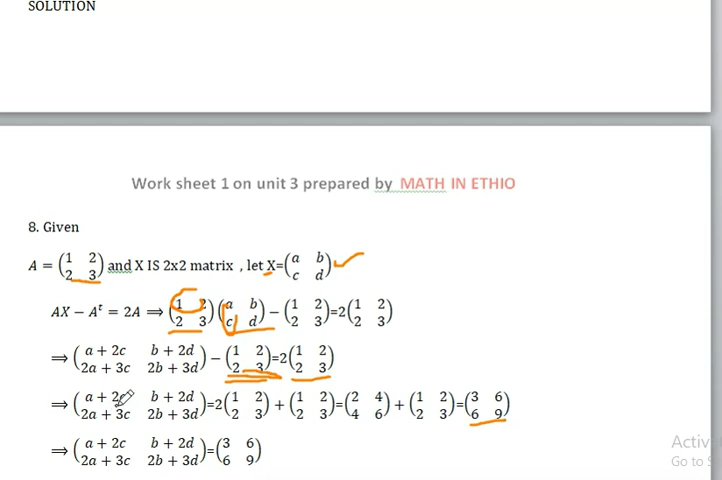 SOLUTION
Work sheet 1 on unit 3 prepared by MATH IN ETHIO
8. Given
A = (1 2 / 2 3) and X IS 2x2 matrix , let X=(a b / c d)
AX − Aᵗ = 2A ⟹ (1 2 / 2 3)(a b / c d) − (1 2 / 2 3)=2(1 2 / 2 3)
⟹ (a + 2c b + 2d / 2a + 3c 2b + 3d) − (1 2 / 2 3)=2(1 2 / 2 3)
⟹ (a + 2c b + 2d / 2a + 3c 2b + 3d)=2(1 2 / 2 3) + (1 2 / 2 3)=(2 4 / 4 6) + (1 2 / 2 3)=(3 6 / 6 9)
⟹ (a + 2c b + 2d / 2a + 3c 2b + 3d)=(3 6 / 6 9)
Activ
Go to S